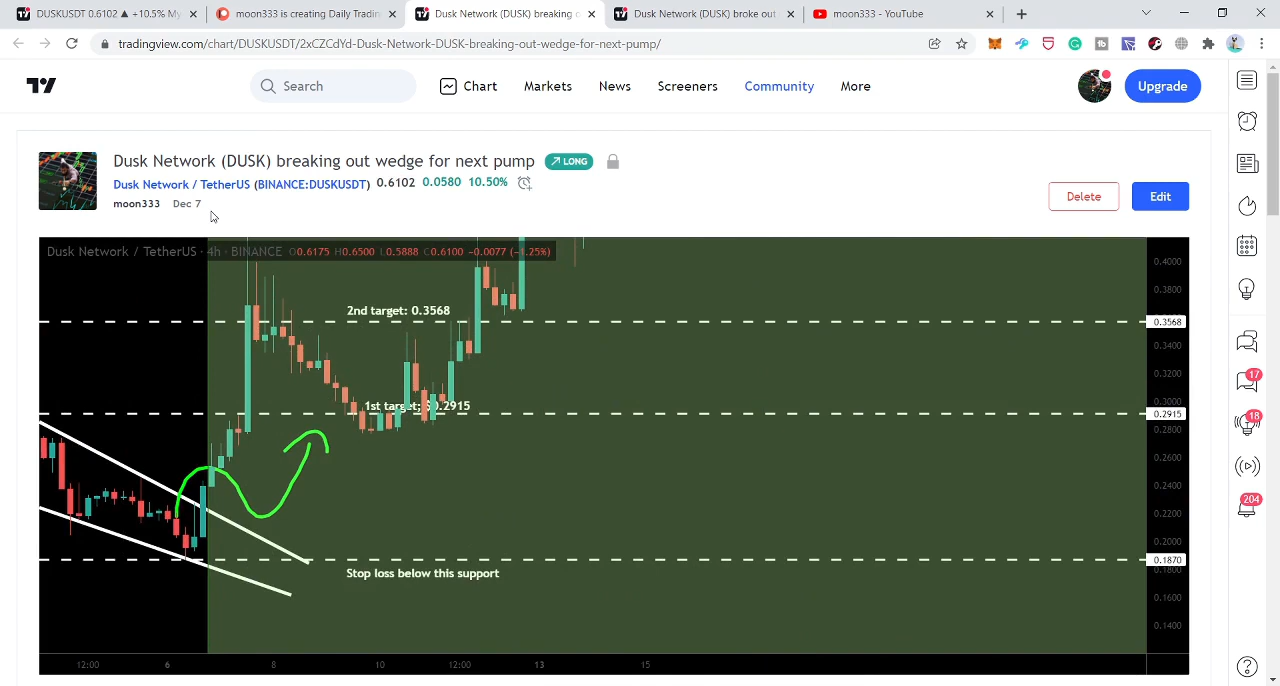 DUSKUSDT 0.6102 ▲ +10.5% My
moon333 is creating Daily Tradin
Dusk Network (DUSK) breaking o
Dusk Network (DUSK) broke out
moon333 - YouTube
tradingview.com/chart/DUSKUSDT/2xCZCdYd-Dusk-Network-DUSK-breaking-out-wedge-for-next-pump/
Search
Chart
Markets
News
Screeners
Community
More
Upgrade
Dusk Network (DUSK) breaking out wedge for next pump
LONG
Dusk Network / TetherUS (BINANCE:DUSKUSDT) 0.6102 0.0580 10.50%
moon333 Dec 7
Delete
Edit
Dusk Network / TetherUS · 4h · BINANCE O0.6175 H0.6500 L0.5888 C0.6100 −0.0077 (−1.25%)
0.4000
0.3800
2nd target: 0.3568
0.3568
0.3400
0.3200
0.3000
1st target; $0.2915
0.2915
0.2800
0.2600
0.2400
0.2200
0.2000
0.1870
0.1800
Stop loss below this support
0.1600
0.1400
12:00
6
8
10
12:00
13
15
17
18
204